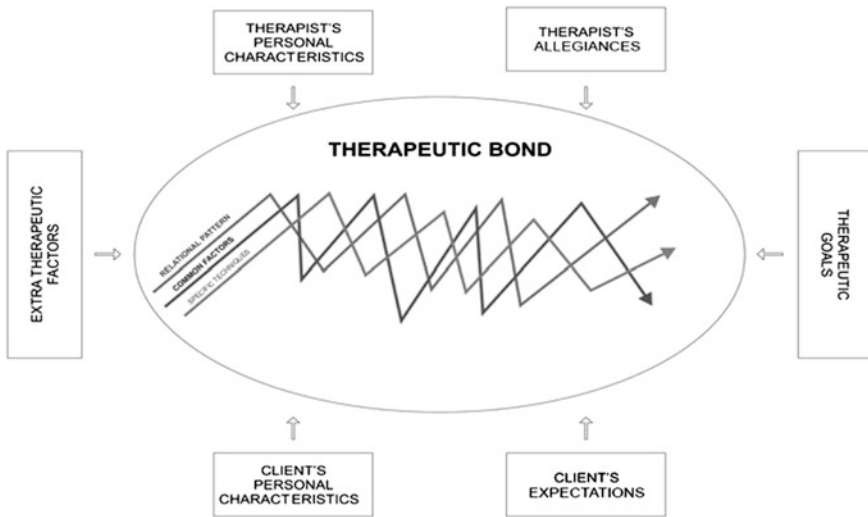 THERAPIST'S
PERSONAL
CHARACTERISTICS
THERAPIST'S
ALLEGIANCES
EXTRA THERAPEUTIC
FACTORS
THERAPEUTIC BOND
RELATIONAL PATTERN
COMMON FACTORS
SPECIFIC TECHNIQUES
THERAPEUTIC
GOALS
CLIENT'S
PERSONAL
CHARACTERISTICS
CLIENT'S
EXPECTATIONS